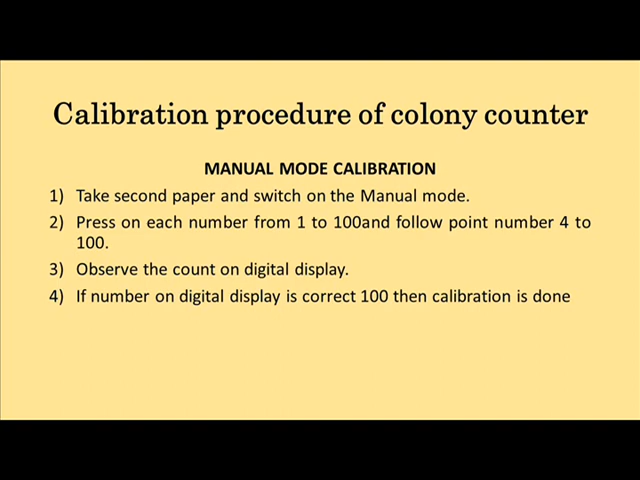 Calibration procedure of colony counter
MANUAL MODE CALIBRATION
1) Take second paper and switch on the Manual mode.
2) Press on each number from 1 to 100and follow point number 4 to
100.
3) Observe the count on digital display.
4) If number on digital display is correct 100 then calibration is done